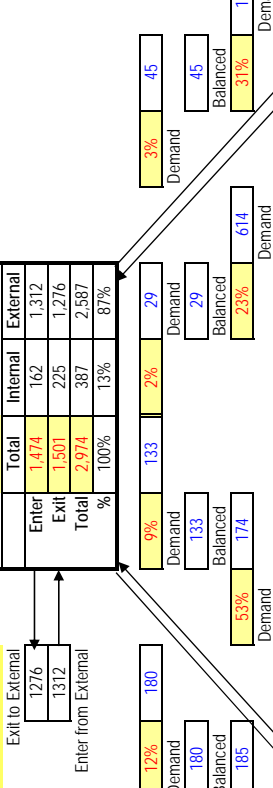 Total Internal External
Exit to External
1276 Enter 1,474 162 1,312
1312 Exit 1,501 225 1,276
Enter from External Total 2,974 387 2,587
% 100% 13% 87%
12% 180 9% 133 2% 29 3% 45
Demand Demand Demand Demand
180 133 29 45
Balanced Balanced Balanced Balanced
185 53% 174 23% 614 31% 1
Demand Demand Dema